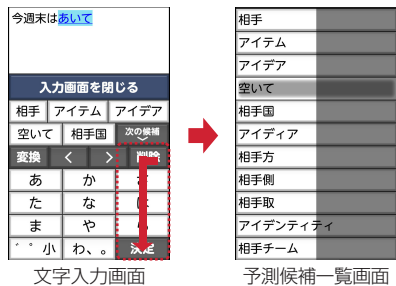 今週末はあいて
入力画面を閉じる
相手 アイテム アイデア
空いて 相手国 次の候補
変換 < > 削除
あ か さ
た な は
ま や ら
゛゜小 わ、。 決定
文字入力画面
相手
アイテム
アイデア
空いて
相手国
アイディア
相手方
相手側
相手取
アイデンティティ
相手チーム
予測候補一覧画面